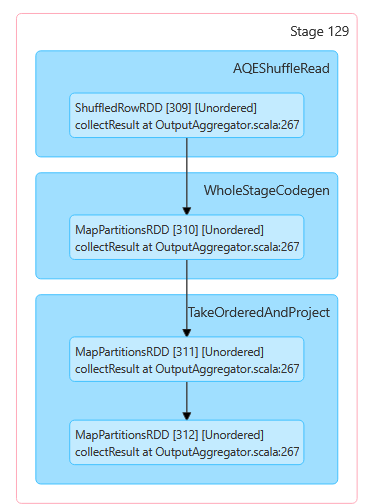 Stage 129
AQEShuffleRead
ShuffledRowRDD [309] [Unordered]
collectResult at OutputAggregator.scala:267
WholeStageCodegen
MapPartitionsRDD [310] [Unordered]
collectResult at OutputAggregator.scala:267
TakeOrderedAndProject
MapPartitionsRDD [311] [Unordered]
collectResult at OutputAggregator.scala:267
MapPartitionsRDD [312] [Unordered]
collectResult at OutputAggregator.scala:267